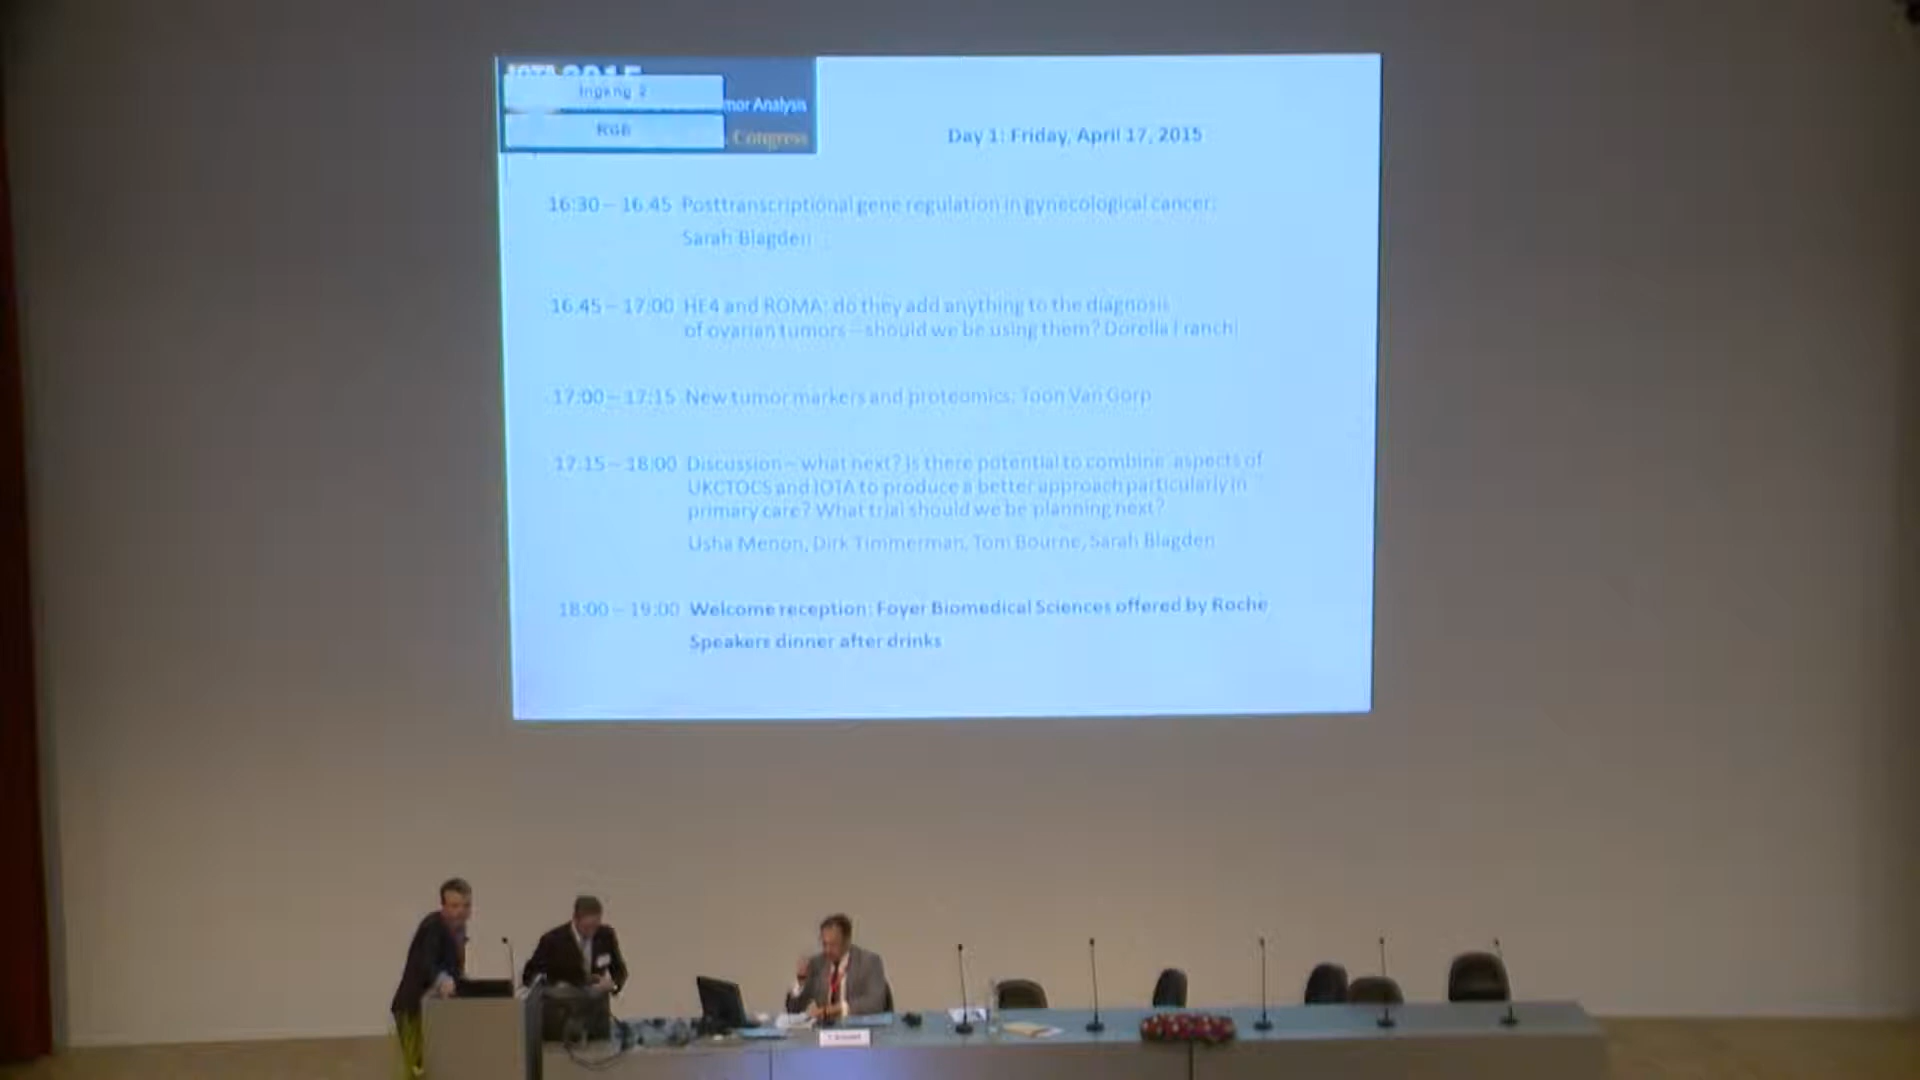 Ingang 2
mor Analysis
RGB
Congress
Day 1: Friday, April 17, 2015
16:30 – 16.45 Posttranscriptional gene regulation in gynecological cancer:
Sarah Blagden
16.45 – 17:00 HE4 and ROMA: do they add anything to the diagnosis
of ovarian tumors – should we be using them? Dorella Franchi
17:00 – 17:15 New tumor markers and proteomics: Toon Van Gorp
17.15 – 18:00 Discussion – what next? Is there potential to combine aspects of
UKCTOCS and IOTA to produce a better approach particularly in
primary care? What trial should we be planning next?
Usha Menon, Dirk Timmerman, Tom Bourne, Sarah Blagden
18:00 – 19:00 Welcome reception: Foyer Biomedical Sciences offered by Roche
Speakers dinner after drinks